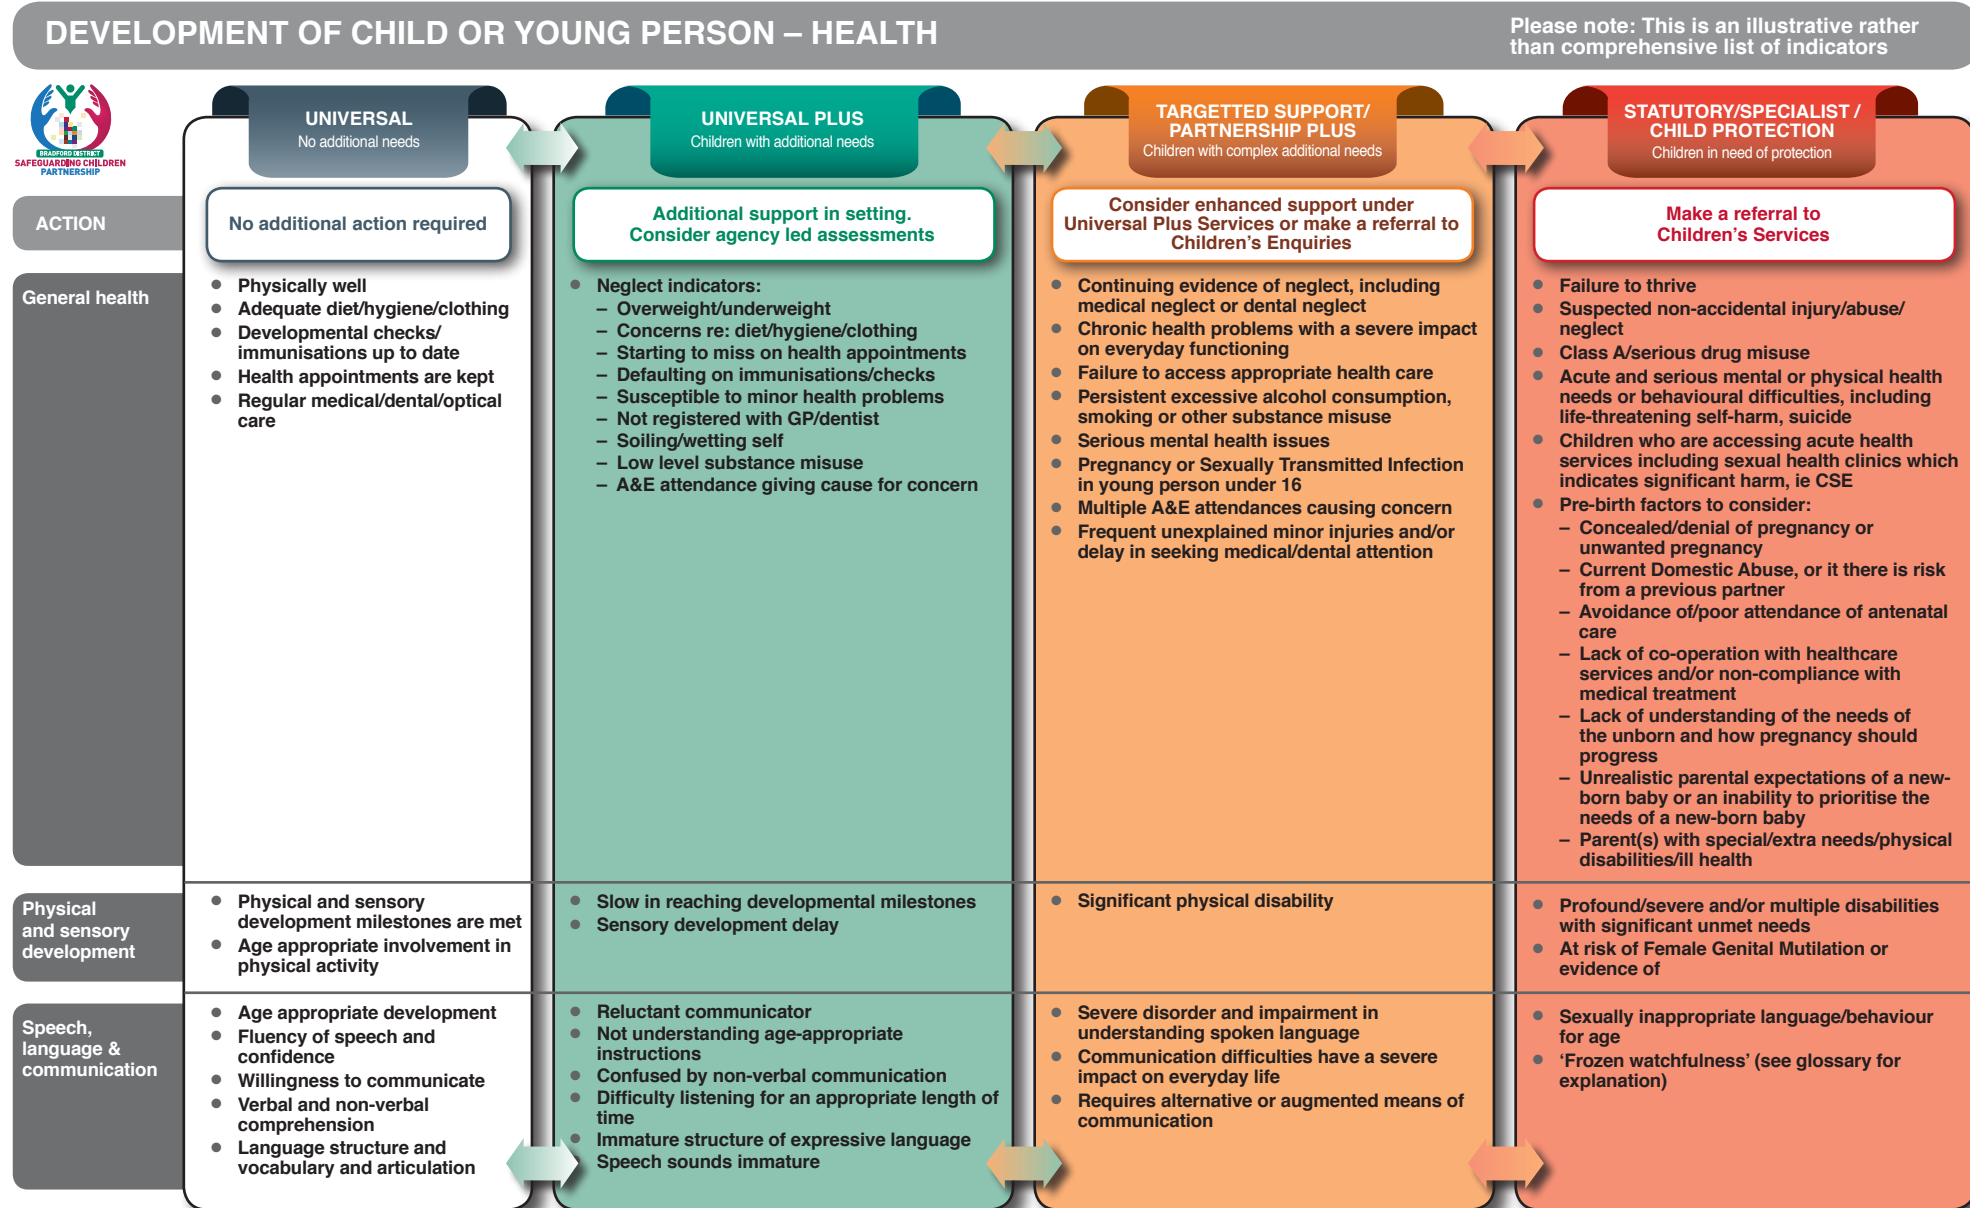 DEVELOPMENT OF CHILD OR YOUNG PERSON – HEALTH
Please note: This is an illustrative rather
than comprehensive list of indicators
BRADFORD DISTRICT
SAFEGUARDING CHILDREN
PARTNERSHIP
UNIVERSAL
No additional needs
UNIVERSAL PLUS
Children with additional needs
TARGETTED SUPPORT/
PARTNERSHIP PLUS
Children with complex additional needs
STATUTORY/SPECIALIST /
CHILD PROTECTION
Children in need of protection
ACTION
No additional action required
Additional support in setting.
Consider agency led assessments
Consider enhanced support under
Universal Plus Services or make a referral to
Children’s Enquiries
Make a referral to
Children’s Services
General health
• Physically well
• Adequate diet/hygiene/clothing
• Developmental checks/
immunisations up to date
• Health appointments are kept
• Regular medical/dental/optical
care
• Neglect indicators:
– Overweight/underweight
– Concerns re: diet/hygiene/clothing
– Starting to miss on health appointments
– Defaulting on immunisations/checks
– Susceptible to minor health problems
– Not registered with GP/dentist
– Soiling/wetting self
– Low level substance misuse
– A&E attendance giving cause for concern
• Continuing evidence of neglect, including
medical neglect or dental neglect
• Chronic health problems with a severe impact
on everyday functioning
• Failure to access appropriate health care
• Persistent excessive alcohol consumption,
smoking or other substance misuse
• Serious mental health issues
• Pregnancy or Sexually Transmitted Infection
in young person under 16
• Multiple A&E attendances causing concern
• Frequent unexplained minor injuries and/or
delay in seeking medical/dental attention
• Failure to thrive
• Suspected non-accidental injury/abuse/
neglect
• Class A/serious drug misuse
• Acute and serious mental or physical health
needs or behavioural difficulties, including
life-threatening self-harm, suicide
• Children who are accessing acute health
services including sexual health clinics which
indicates significant harm, ie CSE
• Pre-birth factors to consider:
– Concealed/denial of pregnancy or
unwanted pregnancy
– Current Domestic Abuse, or it there is risk
from a previous partner
– Avoidance of/poor attendance of antenatal
care
– Lack of co-operation with healthcare
services and/or non-compliance with
medical treatment
– Lack of understanding of the needs of
the unborn and how pregnancy should
progress
– Unrealistic parental expectations of a new-
born baby or an inability to prioritise the
needs of a new-born baby
– Parent(s) with special/extra needs/physical
disabilities/ill health
Physical
and sensory
development
• Physical and sensory
development milestones are met
• Age appropriate involvement in
physical activity
• Slow in reaching developmental milestones
• Sensory development delay
• Significant physical disability
• Profound/severe and/or multiple disabilities
with significant unmet needs
• At risk of Female Genital Mutilation or
evidence of
Speech,
language &
communication
• Age appropriate development
• Fluency of speech and
confidence
• Willingness to communicate
• Verbal and non-verbal
comprehension
• Language structure and
vocabulary and articulation
• Reluctant communicator
• Not understanding age-appropriate
instructions
• Confused by non-verbal communication
• Difficulty listening for an appropriate length of
time
• Immature structure of expressive language
Speech sounds immature
• Severe disorder and impairment in
understanding spoken language
• Communication difficulties have a severe
impact on everyday life
• Requires alternative or augmented means of
communication
• Sexually inappropriate language/behaviour
for age
• ‘Frozen watchfulness’ (see glossary for
explanation)